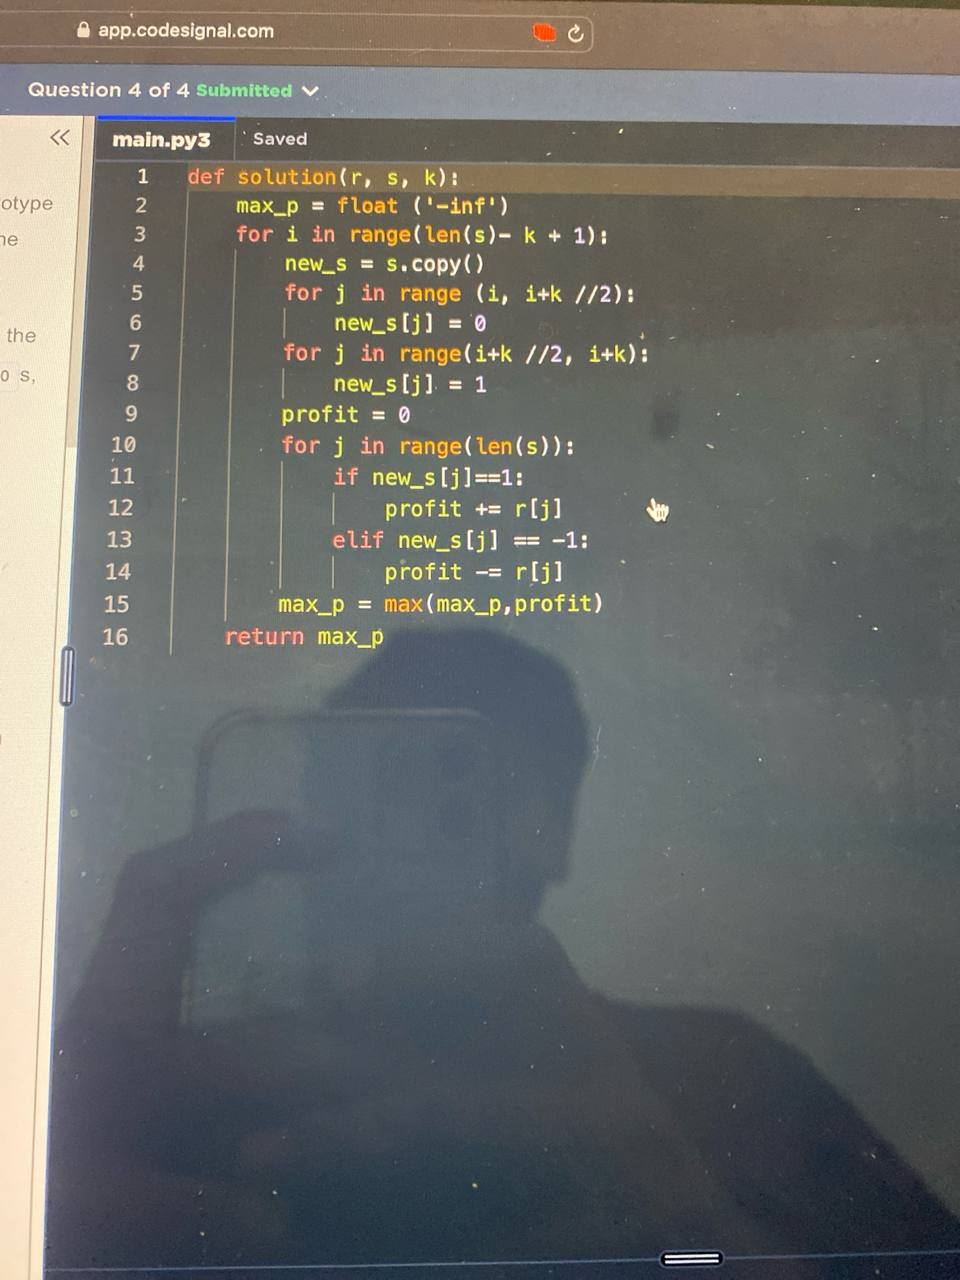 app.codesignal.com
Question 4 of 4 Submitted
main.py3 Saved
otype
the
s,
1 def solution(r, s, k):
2 max_p = float ('-inf')
3 for i in range(len(s)- k + 1):
4 new_s = s.copy()
5 for j in range (i, i+k //2):
6 new_s[j] = 0
7 for j in range(i+k //2, i+k):
8 new_s[j] = 1
9 profit = 0
10 for j in range(len(s)):
11 if new_s[j]==1:
12 profit += r[j]
13 elif new_s[j] == -1:
14 profit -= r[j]
15 max_p = max(max_p,profit)
16 return max_p